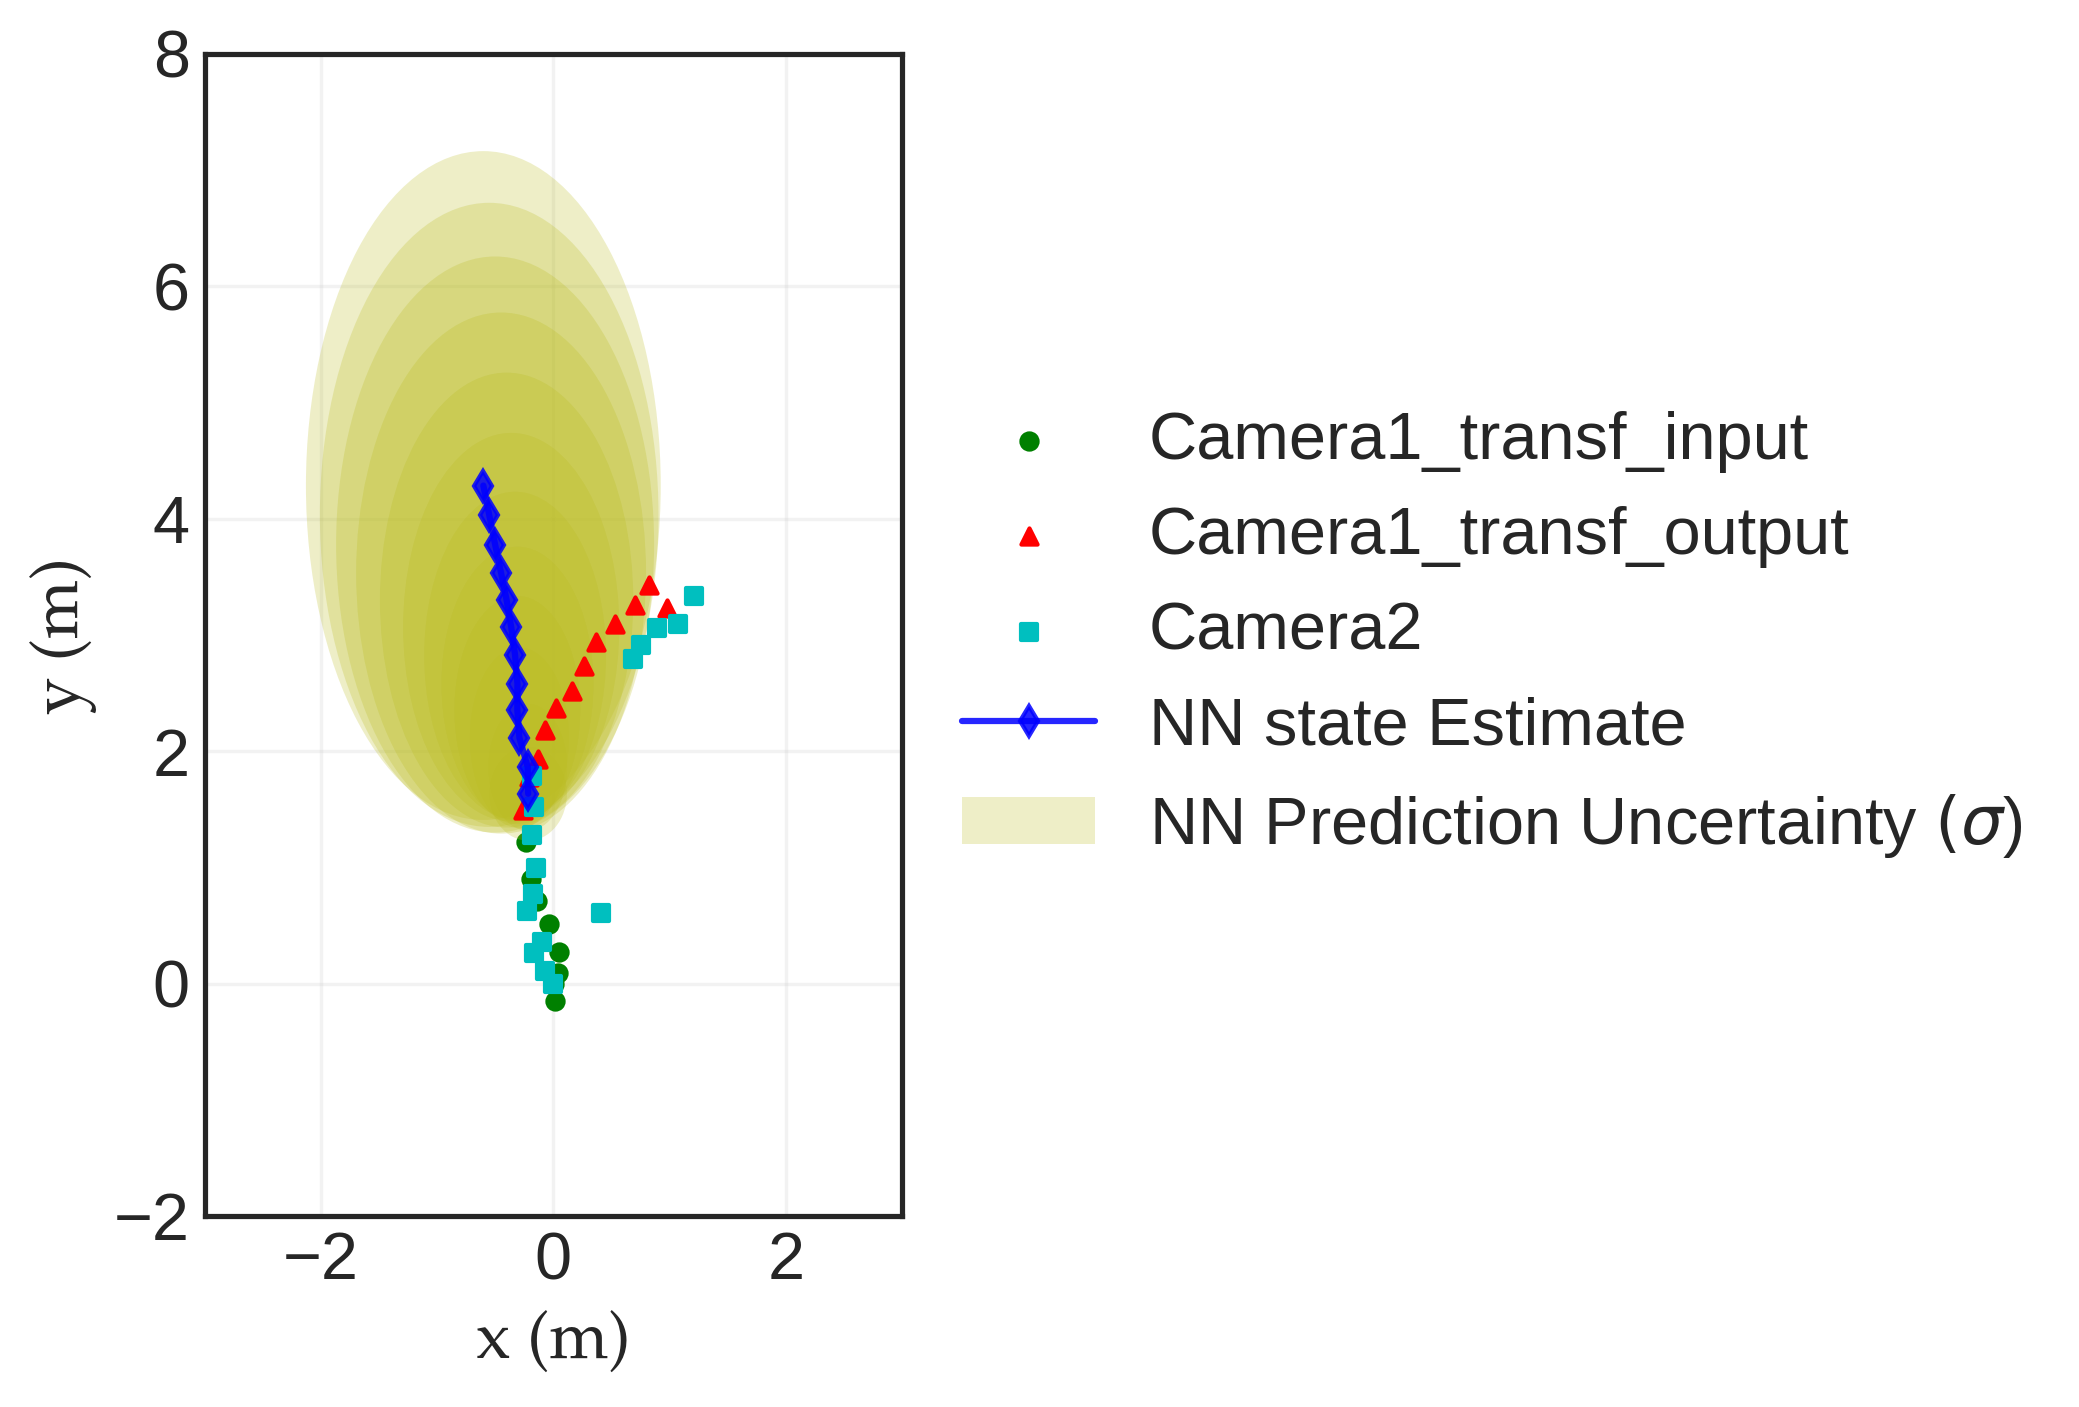 8
6
4
2
0
−2
−2 0 2
x (m)
y (m)
Camera1_transf_input
Camera1_transf_output
Camera2
NN state Estimate
NN Prediction Uncertainty (σ)